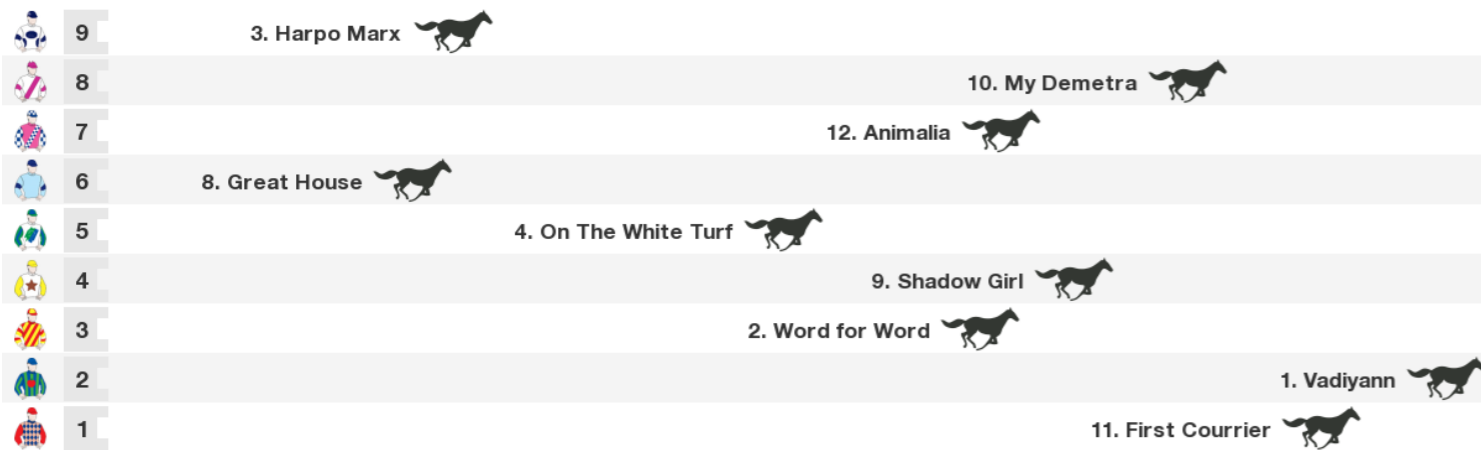 9 3. Harpo Marx
8 10. My Demetra
7 12. Animalia
6 8. Great House
5 4. On The White Turf
4 9. Shadow Girl
3 2. Word for Word
2 1. Vadiyann
1 11. First Courrier